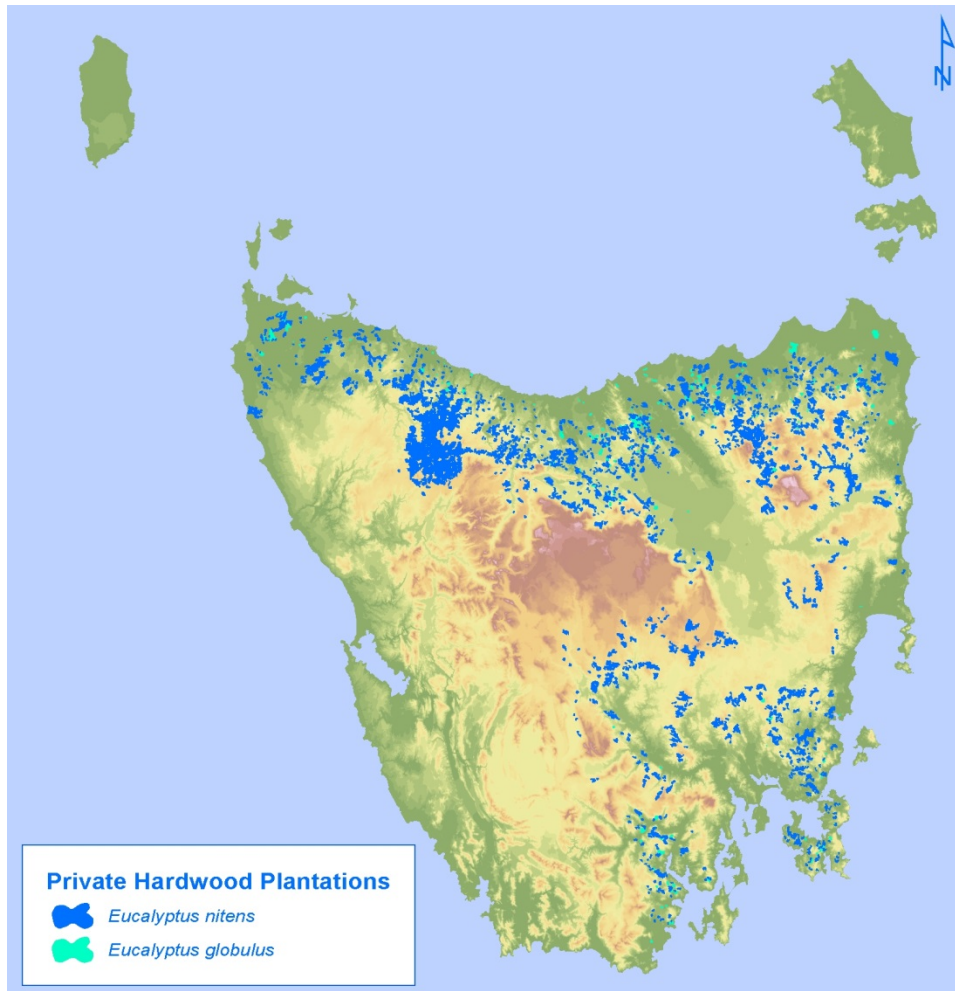 N
Private Hardwood Plantations
Eucalyptus nitens
Eucalyptus globulus